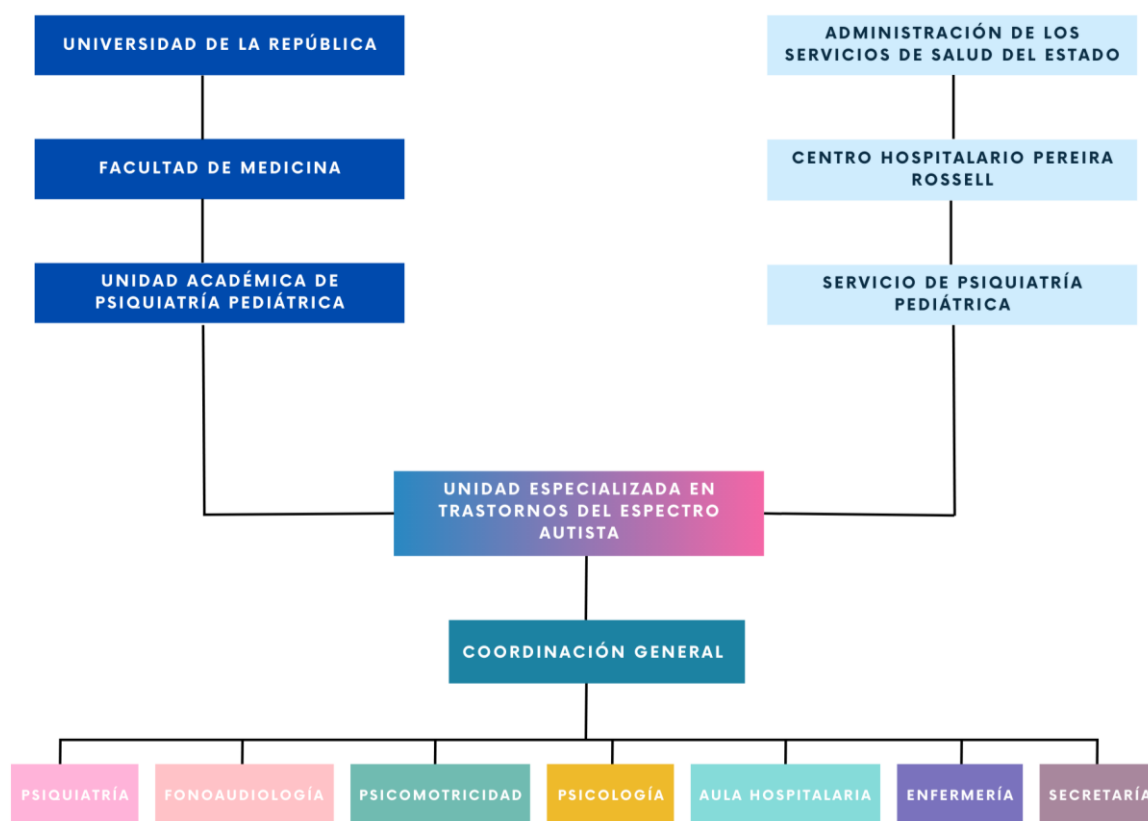 UNIVERSIDAD DE LA REPÚBLICA
ADMINISTRACIÓN DE LOS
SERVICIOS DE SALUD DEL ESTADO
FACULTAD DE MEDICINA
CENTRO HOSPITALARIO PEREIRA
ROSSELL
UNIDAD ACADÉMICA DE
PSIQUIATRÍA PEDIÁTRICA
SERVICIO DE PSIQUIATRÍA
PEDIÁTRICA
UNIDAD ESPECIALIZADA EN
TRASTORNOS DEL ESPECTRO
AUTISTA
COORDINACIÓN GENERAL
PSIQUIATRÍA
FONOAUDIOLOGÍA
PSICOMOTRICIDAD
PSICOLOGÍA
AULA HOSPITALARIA
ENFERMERÍA
SECRETARÍA